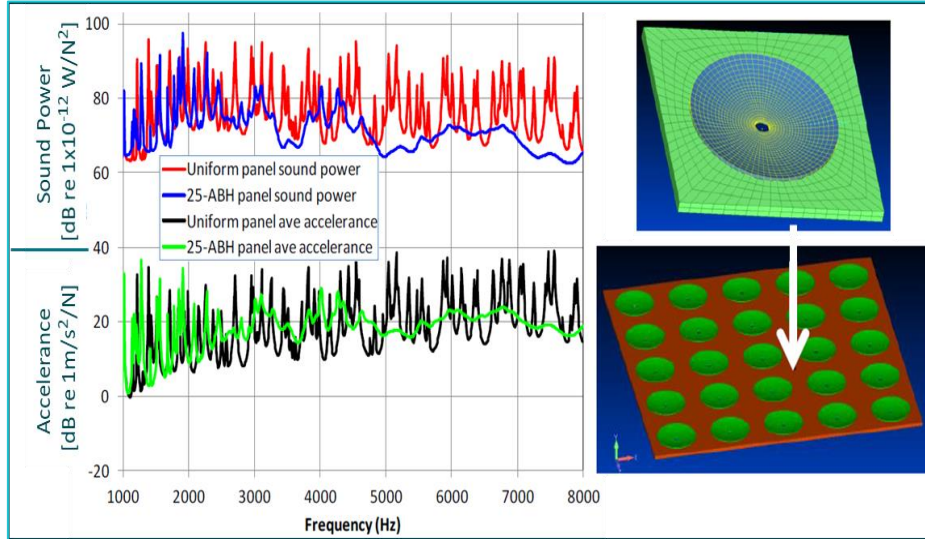 Sound Power
[dB re 1x10-12 W/N2]
Accelerance
[dB re 1m/s2/N]
100
80
60
40
20
0
-20
Uniform panel sound power
25-ABH panel sound power
Uniform panel ave accelerance
25-ABH panel ave accelerance
1000 2000 3000 4000 5000 6000 7000 8000
Frequency (Hz)